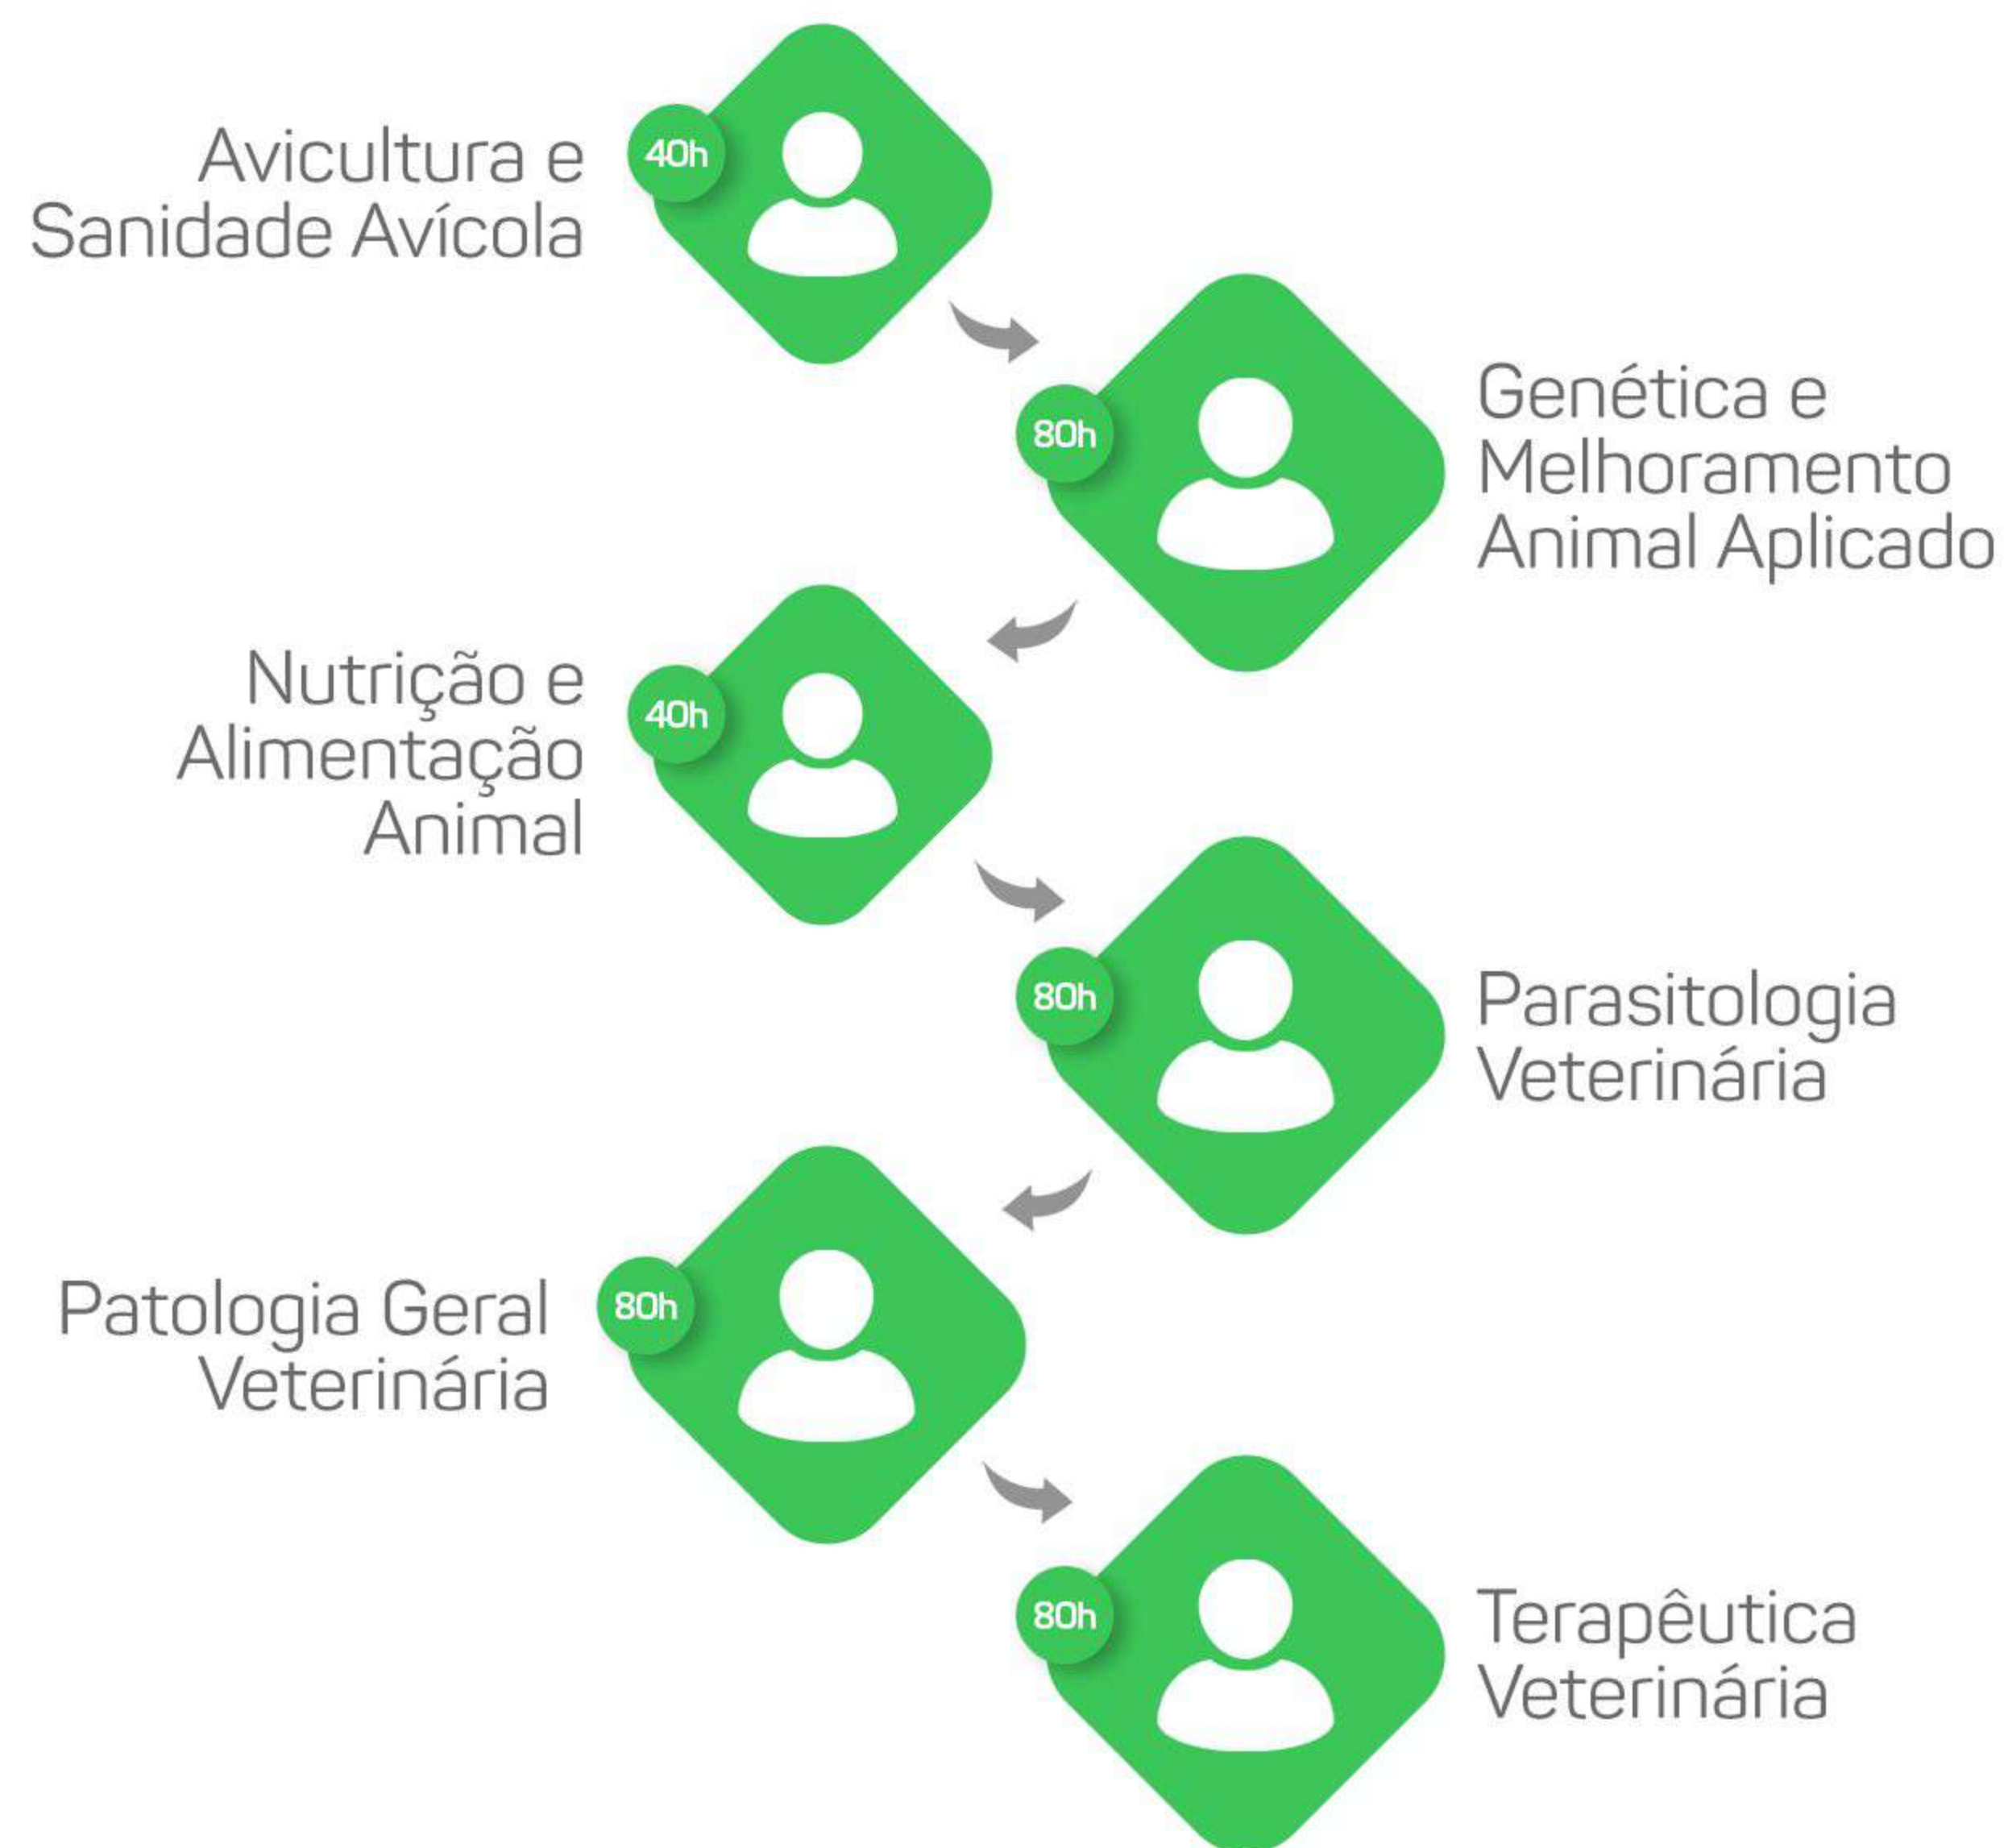 Avicultura e
Sanidade Avícola
40h
80h
Genética e
Melhoramento
Animal Aplicado
Nutrição e
Alimentação
Animal
40h
80h
Parasitologia
Veterinária
Patologia Geral
Veterinária
80h
80h
Terapêutica
Veterinária